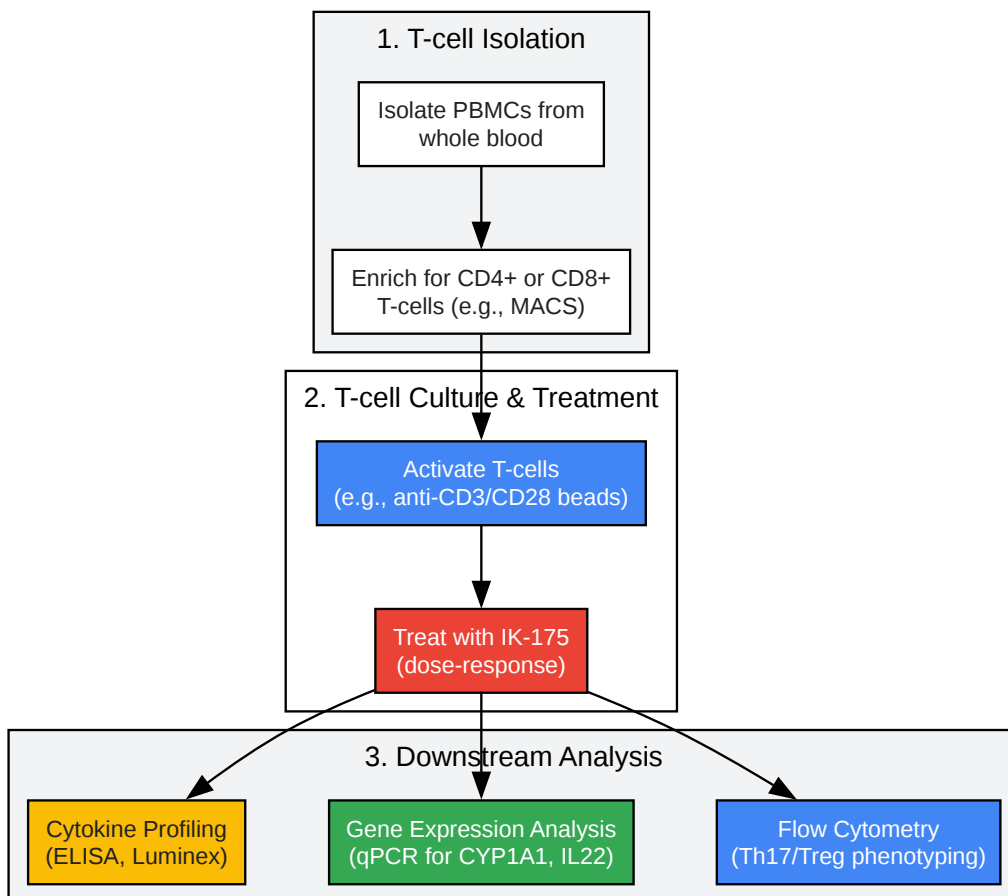 1. T-cell Isolation
Isolate PBMCs from
whole blood
Enrich for CD4+ or CD8+
T-cells (e.g., MACS)
2. T-cell Culture & Treatment
Activate T-cells
(e.g., anti-CD3/CD28 beads)
Treat with IK-175
(dose-response)
3. Downstream Analysis
Cytokine Profiling
(ELISA, Luminex)
Gene Expression Analysis
(qPCR for CYP1A1, IL22)
Flow Cytometry
(Th17/Treg phenotyping)